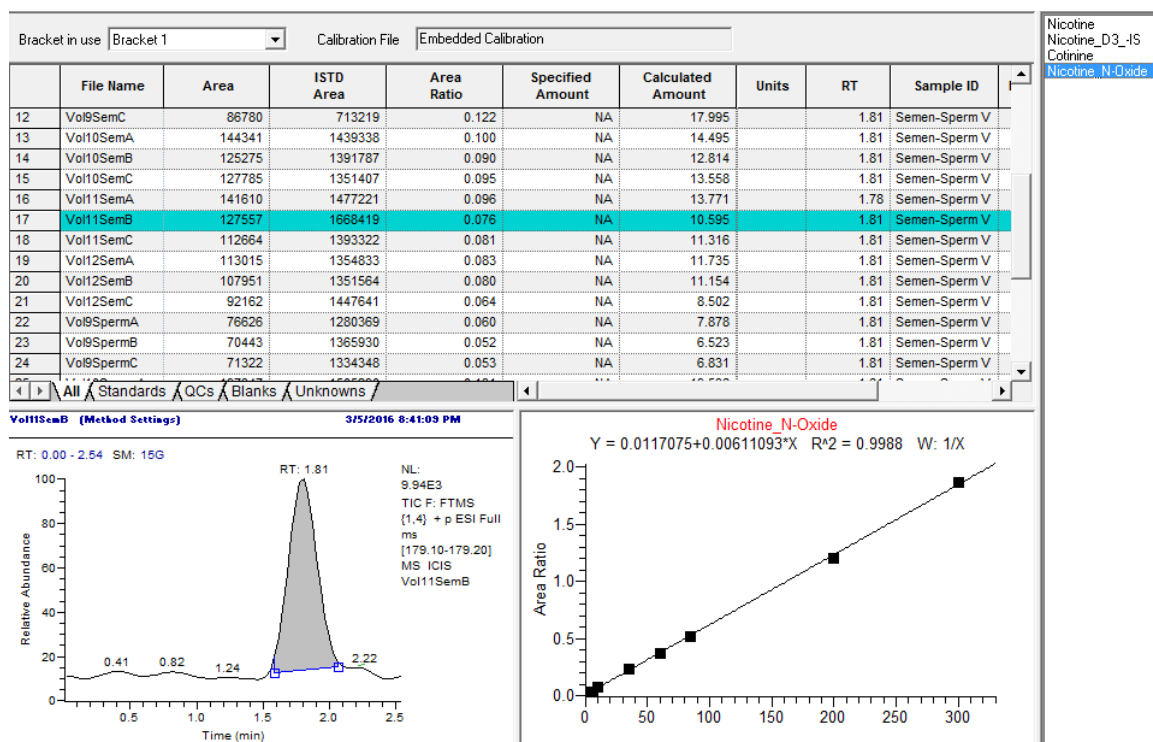 Bracket in use Bracket 1 Calibration File Embedded Calibration
Nicotine
Nicotine_D3_-IS
Cotinine
Nicotine_N-Oxide
File Name Area ISTD Area Area Ratio Specified Amount Calculated Amount Units RT Sample ID
12 Vol9SemC 86780 713219 0.122 NA 17.995 1.81 Semen-Sperm V
13 Vol10SemA 144341 1439338 0.100 NA 14.495 1.81 Semen-Sperm V
14 Vol10SemB 125275 1391787 0.090 NA 12.814 1.81 Semen-Sperm V
15 Vol10SemC 127785 1351407 0.095 NA 13.558 1.81 Semen-Sperm V
16 Vol11SemA 141610 1477221 0.096 NA 13.771 1.78 Semen-Sperm V
17 Vol11SemB 127557 1668419 0.076 NA 10.595 1.81 Semen-Sperm V
18 Vol11SemC 112664 1393322 0.081 NA 11.316 1.81 Semen-Sperm V
19 Vol12SemA 113015 1354833 0.083 NA 11.735 1.81 Semen-Sperm V
20 Vol12SemB 107951 1351564 0.080 NA 11.154 1.81 Semen-Sperm V
21 Vol12SemC 92162 1447641 0.064 NA 8.502 1.81 Semen-Sperm V
22 Vol9SpermA 76626 1280369 0.060 NA 7.878 1.81 Semen-Sperm V
23 Vol9SpermB 70443 1365930 0.052 NA 6.523 1.81 Semen-Sperm V
24 Vol9SpermC 71322 1334348 0.053 NA 6.831 1.81 Semen-Sperm V
All Standards QCs Blanks Unknowns
Vol11SemB (Method Settings) 3/5/2016 8:41:09 PM
RT: 0.00 - 2.54 SM: 15G
RT: 1.81
NL:
9.94E3
TIC F: FTMS
{1,4} + p ESI Full
ms
[179.10-179.20]
MS ICIS
Vol11SemB
100
80
60
40
20
0
Relative Abundance
0.41 0.82 1.24 2.22
0.5 1.0 1.5 2.0 2.5
Time (min)
Nicotine_N-Oxide
Y = 0.0117075+0.00611093*X R^2 = 0.9988 W: 1/X
2.0
1.5
1.0
0.5
0.0
Area Ratio
0 50 100 150 200 250 300